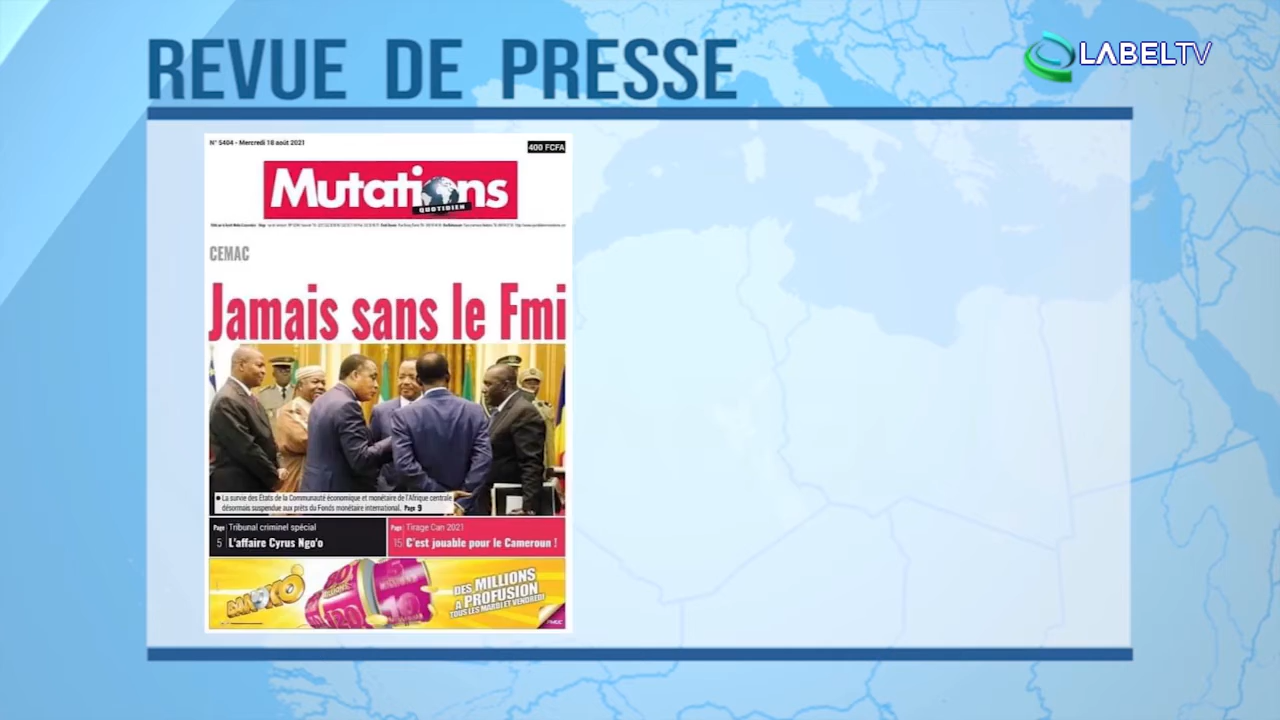 REVUE DE PRESSE
LABELTV
N° 5404 - Mercredi 18 août 2021
400 FCFA
Mutations
QUOTIDIEN
CEMAC
Jamais sans le Fmi
● La survie des États de la Communauté économique et monétaire de l'Afrique centrale
désormais suspendue aux prêts du Fonds monétaire international. Page 9
Page Tribunal criminel spécial
5 L'affaire Cyrus Ngo'o
Page Tirage Can 2021
15 C'est jouable pour le Cameroun !
DES MILLIONS
À PROFUSION
TOUS LES MARDI ET VENDREDI
PMUC